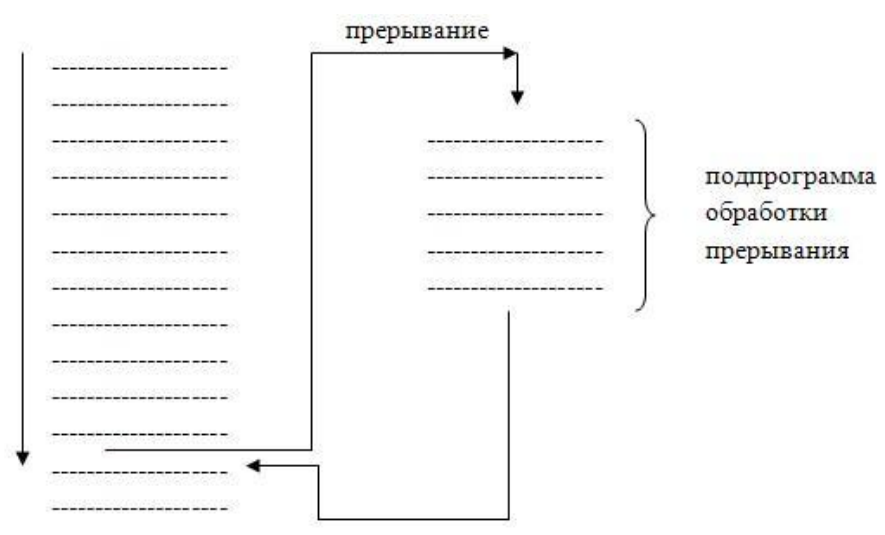 прерывание
подпрограмма
обработки
прерывания